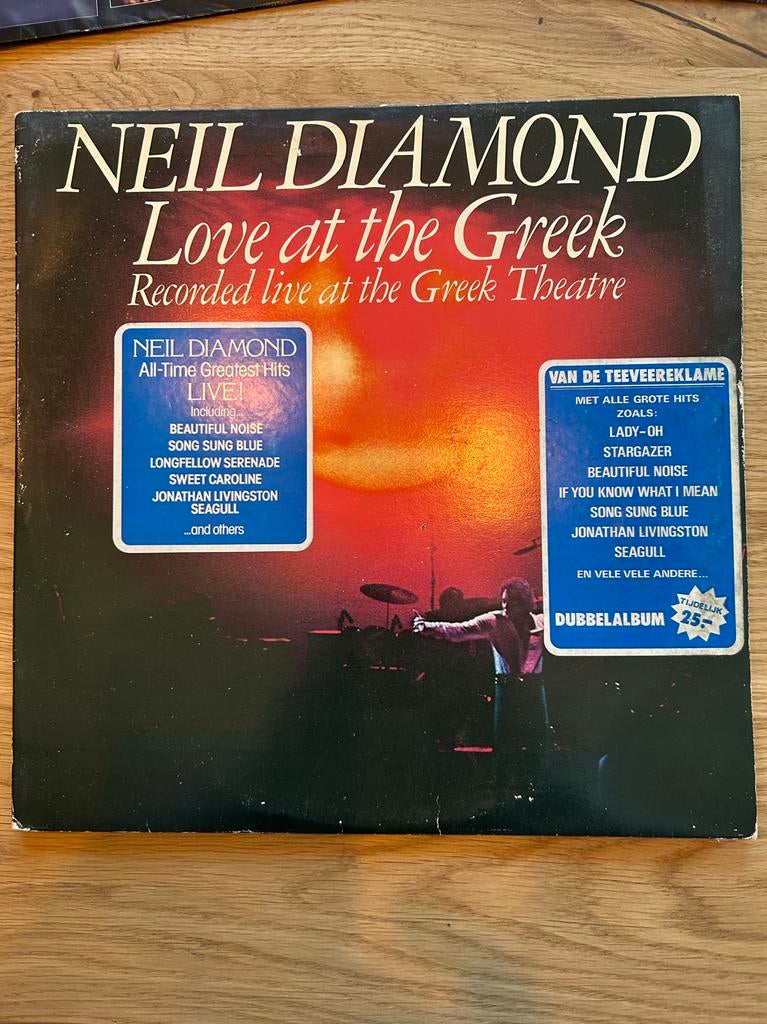 NEIL DIAMOND
Love at the Greek
Recorded live at the Greek Theatre
NEIL DIAMOND
All-Time Greatest Hits
LIVE!
Including...
BEAUTIFUL NOISE
SONG SUNG BLUE
LONGFELLOW SERENADE
SWEET CAROLINE
JONATHAN LIVINGSTON
SEAGULL
...and others
VAN DE TEEVEEREKLAME
MET ALLE GROTE HITS
ZOALS:
LADY-OH
STARGAZER
BEAUTIFUL NOISE
IF YOU KNOW WHAT I MEAN
SONG SUNG BLUE
JONATHAN LIVINGSTON
SEAGULL
EN VELE VELE ANDERE...
DUBBELALBUM
TIJDELIJK
25.-